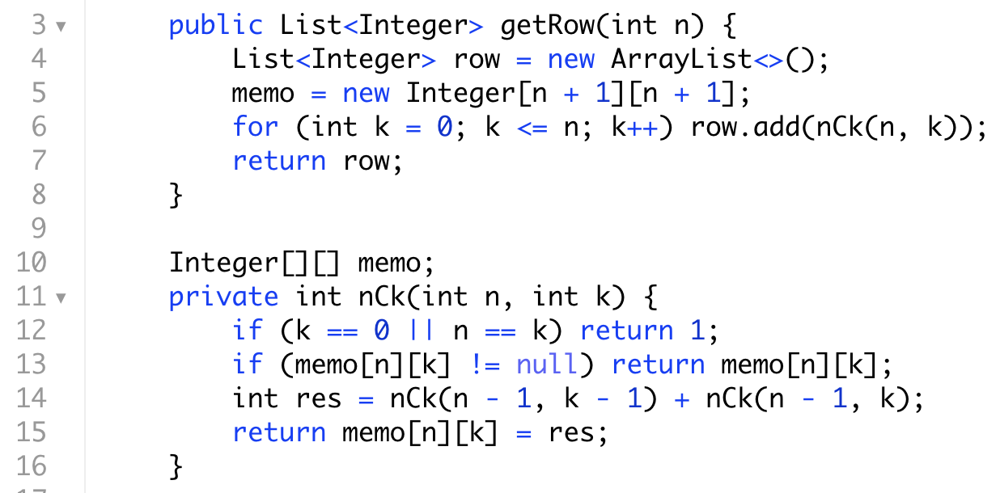 3 ▼ public List<Integer> getRow(int n) {
4 List<Integer> row = new ArrayList<>();
5 memo = new Integer[n + 1][n + 1];
6 for (int k = 0; k <= n; k++) row.add(nCk(n, k));
7 return row;
8 }
9
10 Integer[][] memo;
11 ▼ private int nCk(int n, int k) {
12 if (k == 0 || n == k) return 1;
13 if (memo[n][k] != null) return memo[n][k];
14 int res = nCk(n - 1, k - 1) + nCk(n - 1, k);
15 return memo[n][k] = res;
16 }